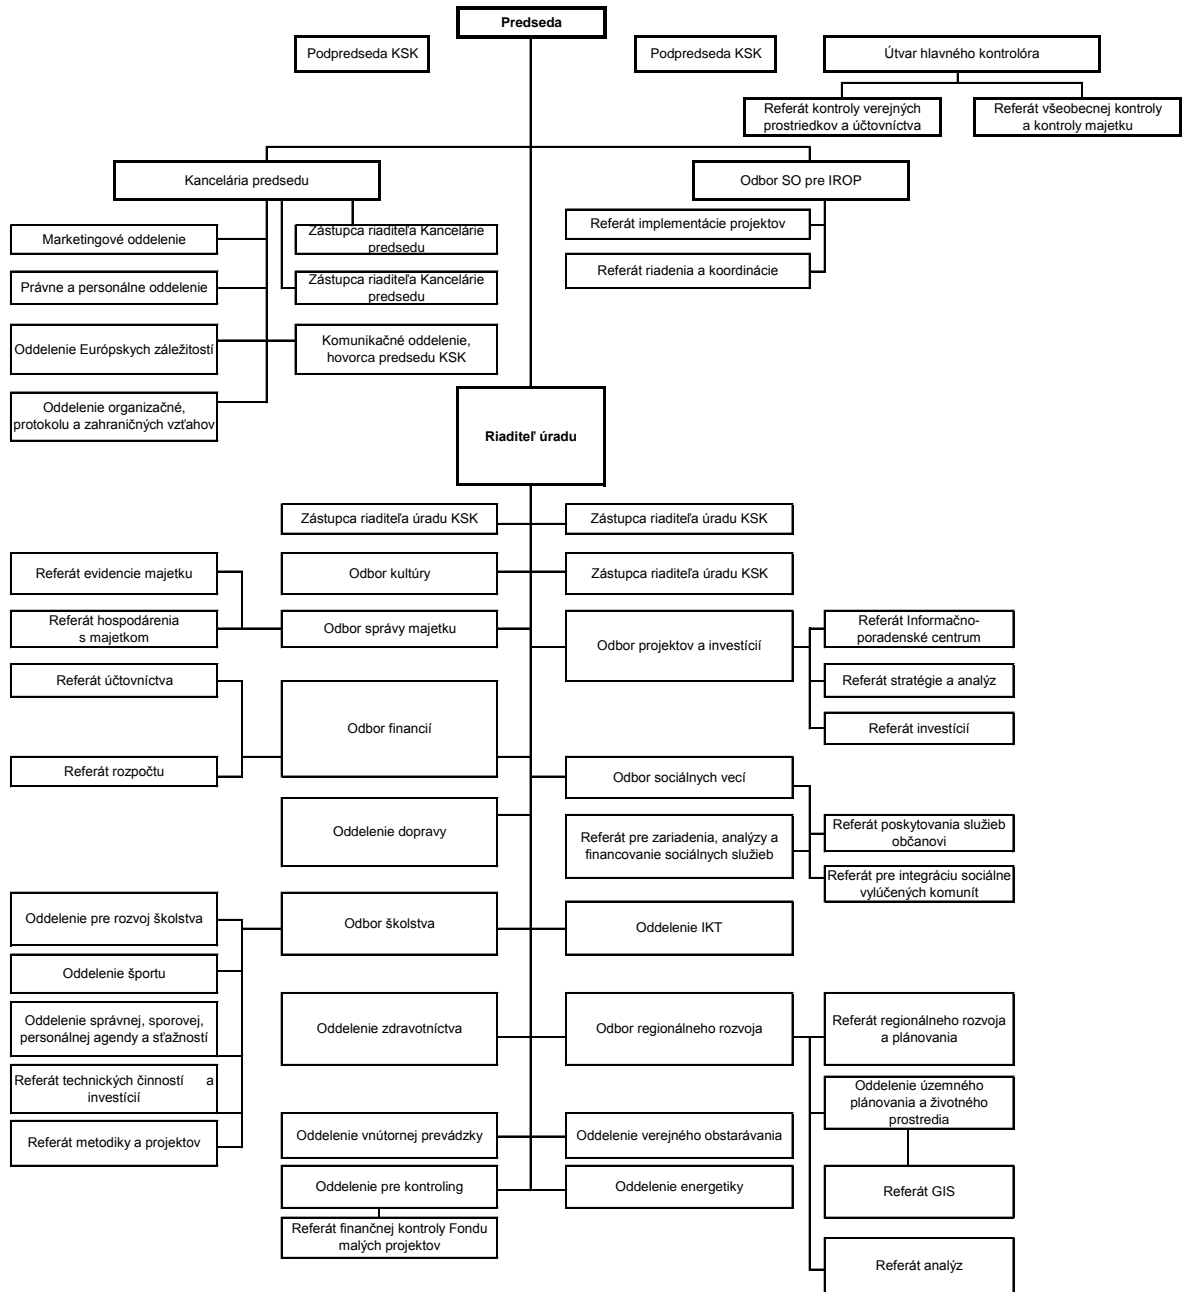 Predseda
Podpredseda KSK
Podpredseda KSK
Útvar hlavného kontrolóra
Referát kontroly verejných
prostriedkov a účtovníctva
Referát všeobecnej kontroly
a kontroly majetku
Kancelária predsedu
Odbor SO pre IROP
Marketingové oddelenie
Zástupca riaditeľa Kancelárie
predsedu
Referát implementácie projektov
Právne a personálne oddelenie
Zástupca riaditeľa Kancelárie
predsedu
Referát riadenia a koordinácie
Oddelenie Európskych záležitostí
Komunikačné oddelenie,
hovorca predsedu KSK
Oddelenie organizačné,
protokolu a zahraničných vzťahov
Riaditeľ úradu
Zástupca riaditeľa úradu KSK
Zástupca riaditeľa úradu KSK
Referát evidencie majetku
Odbor kultúry
Zástupca riaditeľa úradu KSK
Referát hospodárenia
s majetkom
Odbor správy majetku
Odbor projektov a investícií
Referát Informačno-
poradenské centrum
Referát účtovníctva
Referát stratégie a analýz
Odbor financií
Referát investícií
Referát rozpočtu
Odbor sociálnych vecí
Oddelenie dopravy
Referát pre zariadenia, analýzy a
financovanie sociálnych služieb
Referát poskytovania služieb
občanovi
Referát pre integráciu sociálne
vylúčených komunít
Oddelenie pre rozvoj školstva
Odbor školstva
Oddelenie IKT
Oddelenie športu
Oddelenie správnej, sporovej,
personálnej agendy a sťažností
Oddelenie zdravotníctva
Odbor regionálneho rozvoja
Referát regionálneho rozvoja
a plánovania
Referát technických činností a
investícií
Oddelenie územného
plánovania a životného
prostredia
Referát metodiky a projektov
Oddelenie vnútornej prevádzky
Oddelenie verejného obstarávania
Oddelenie pre kontroling
Oddelenie energetiky
Referát GIS
Referát finančnej kontroly Fondu
malých projektov
Referát analýz